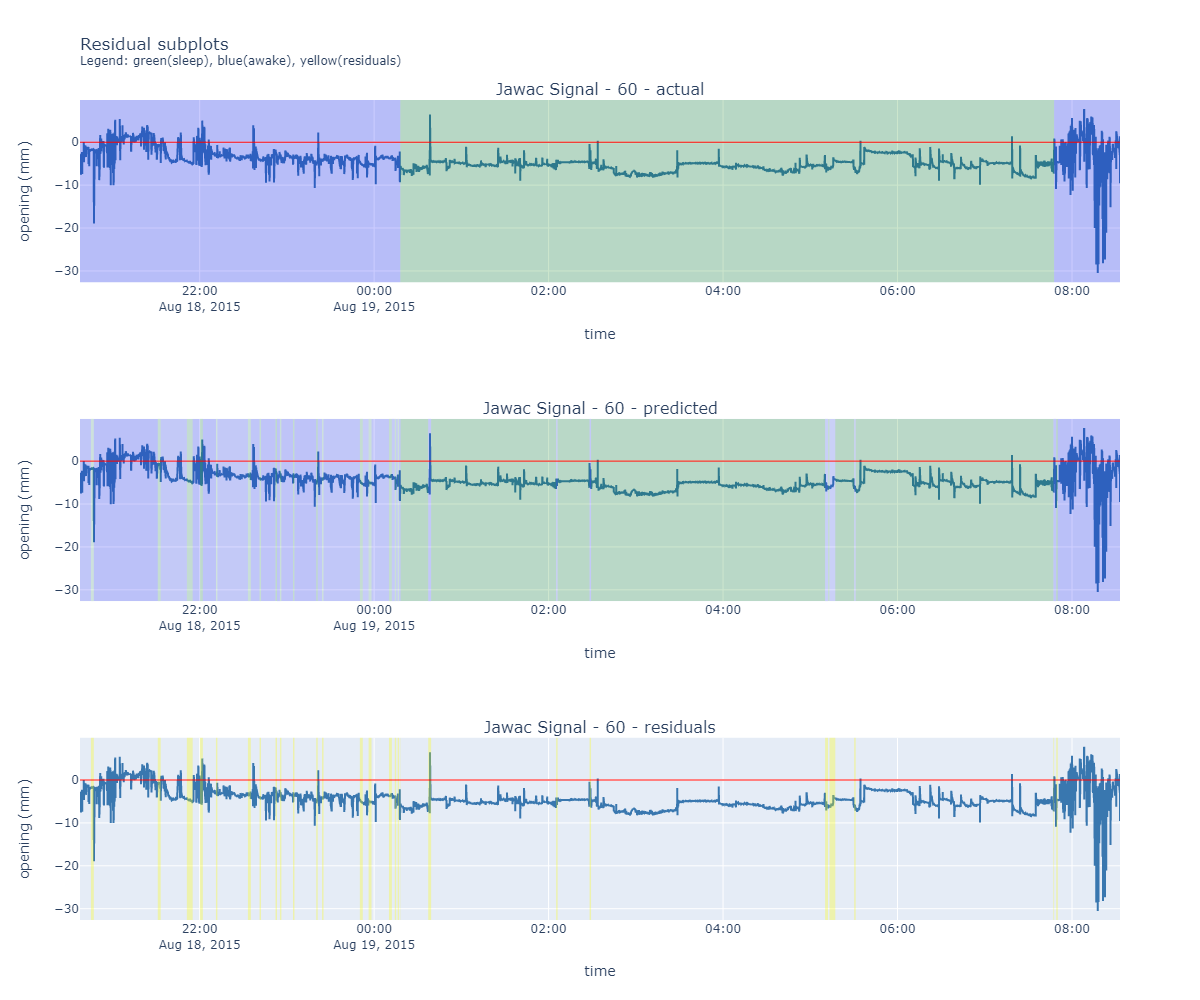 Residual subplots
Legend: green(sleep), blue(awake), yellow(residuals)
Jawac Signal - 60 - actual
opening (mm)
0
−10
−20
−30
22:00 00:00 02:00 04:00 06:00 08:00
Aug 18, 2015 Aug 19, 2015
time
Jawac Signal - 60 - predicted
opening (mm)
0
−10
−20
−30
22:00 00:00 02:00 04:00 06:00 08:00
Aug 18, 2015 Aug 19, 2015
time
Jawac Signal - 60 - residuals
opening (mm)
0
−10
−20
−30
22:00 00:00 02:00 04:00 06:00 08:00
Aug 18, 2015 Aug 19, 2015
time